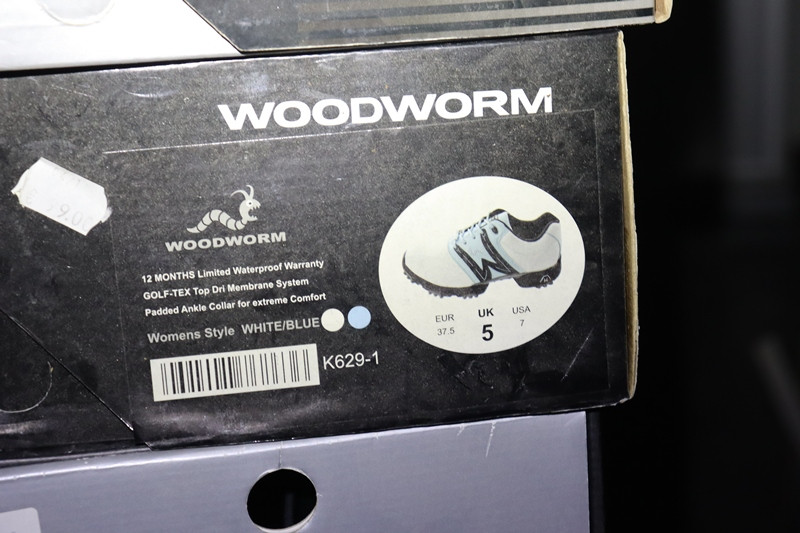 WOODWORM
WOODWORM
12 MONTHS Limited Waterproof Warranty
GOLF-TEX Top Dri Membrane System
Padded Ankle Collar for extreme Comfort
Womens Style WHITE/BLUE
K629-1
EUR UK USA
37.5 5 7